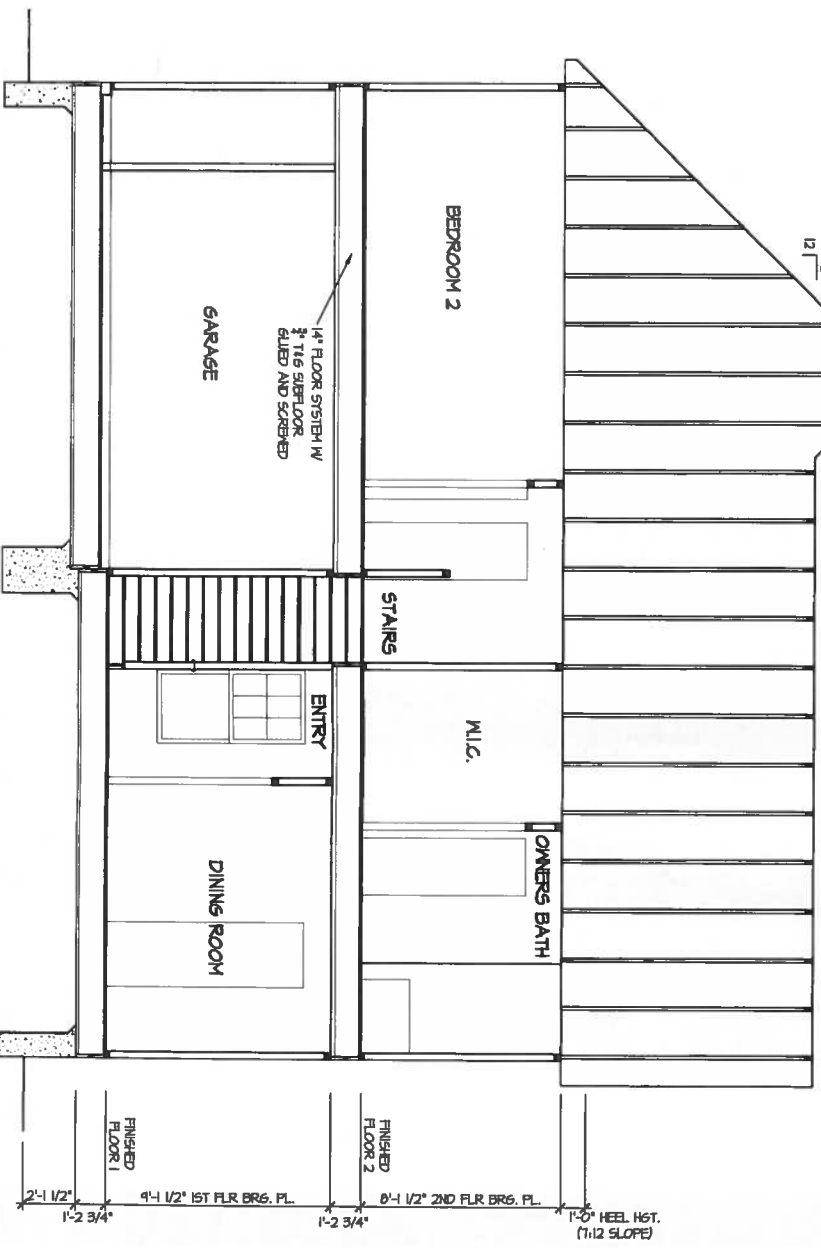 12
BEDROOM 2
14" FLOOR SYSTEM W/
3/4" T&G SUBFLOOR
GLUED AND SCREWED
GARAGE
STAIRS
W.I.C.
OWNERS BATH
ENTRY
DINING ROOM
FINISHED
FLOOR 1
FINISHED
FLOOR 2
2'-1 1/2"
1'-2 3/4"
9'-1 1/2" 1ST FLR BRG. PL.
1'-2 3/4"
8'-1 1/2" 2ND FLR BRG. PL.
1'-0" HEEL HGT.
(7:12 SLOPE)